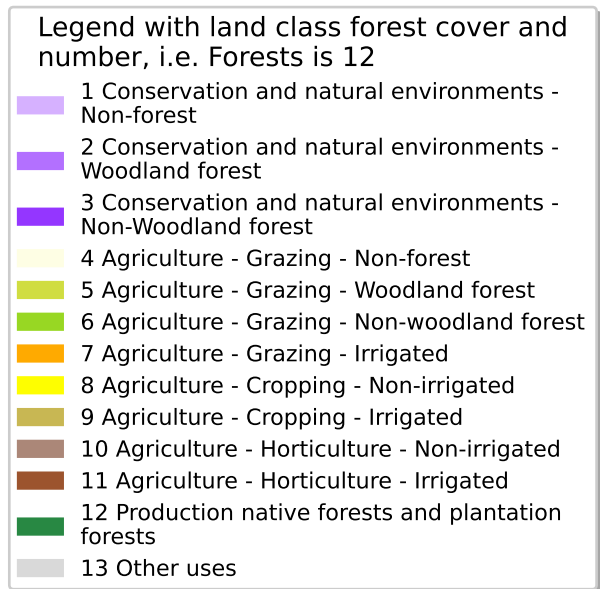 Legend with land class forest cover and
number, i.e. Forests is 12
1 Conservation and natural environments -
Non-forest
2 Conservation and natural environments -
Woodland forest
3 Conservation and natural environments -
Non-Woodland forest
4 Agriculture - Grazing - Non-forest
5 Agriculture - Grazing - Woodland forest
6 Agriculture - Grazing - Non-woodland forest
7 Agriculture - Grazing - Irrigated
8 Agriculture - Cropping - Non-irrigated
9 Agriculture - Cropping - Irrigated
10 Agriculture - Horticulture - Non-irrigated
11 Agriculture - Horticulture - Irrigated
12 Production native forests and plantation
forests
13 Other uses